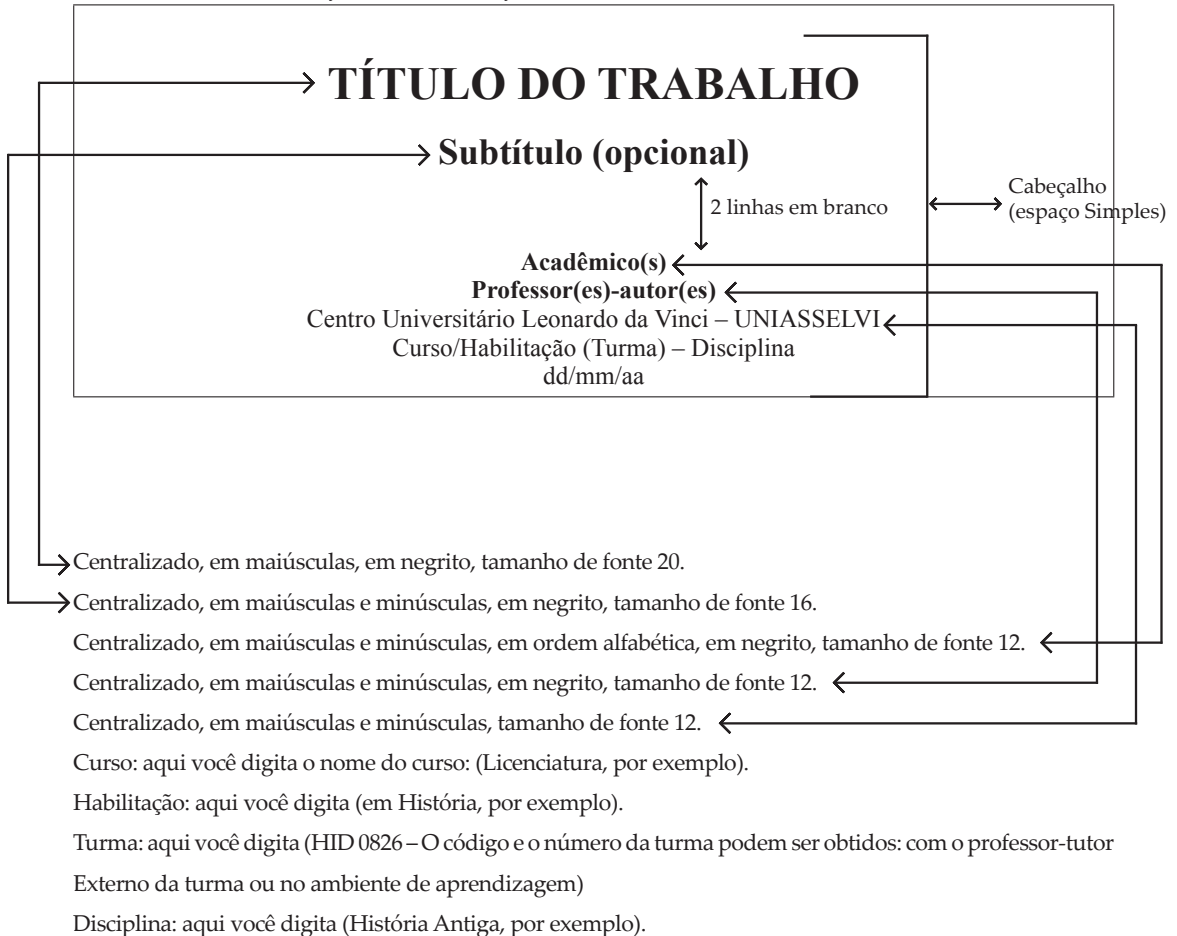 TÍTULO DO TRABALHO
Subtítulo (opcional)
2 linhas em branco
Cabeçalho
(espaço Simples)
Acadêmico(s)
Professor(es)-autor(es)
Centro Universitário Leonardo da Vinci – UNIASSELVI
Curso/Habilitação (Turma) – Disciplina
dd/mm/aa
Centralizado, em maiúsculas, em negrito, tamanho de fonte 20.
Centralizado, em maiúsculas e minúsculas, em negrito, tamanho de fonte 16.
Centralizado, em maiúsculas e minúsculas, em ordem alfabética, em negrito, tamanho de fonte 12.
Centralizado, em maiúsculas e minúsculas, em negrito, tamanho de fonte 12.
Centralizado, em maiúsculas e minúsculas, tamanho de fonte 12.
Curso: aqui você digita o nome do curso: (Licenciatura, por exemplo).
Habilitação: aqui você digita (em História, por exemplo).
Turma: aqui você digita (HID 0826 – O código e o número da turma podem ser obtidos: com o professor-tutor
Externo da turma ou no ambiente de aprendizagem)
Disciplina: aqui você digita (História Antiga, por exemplo).